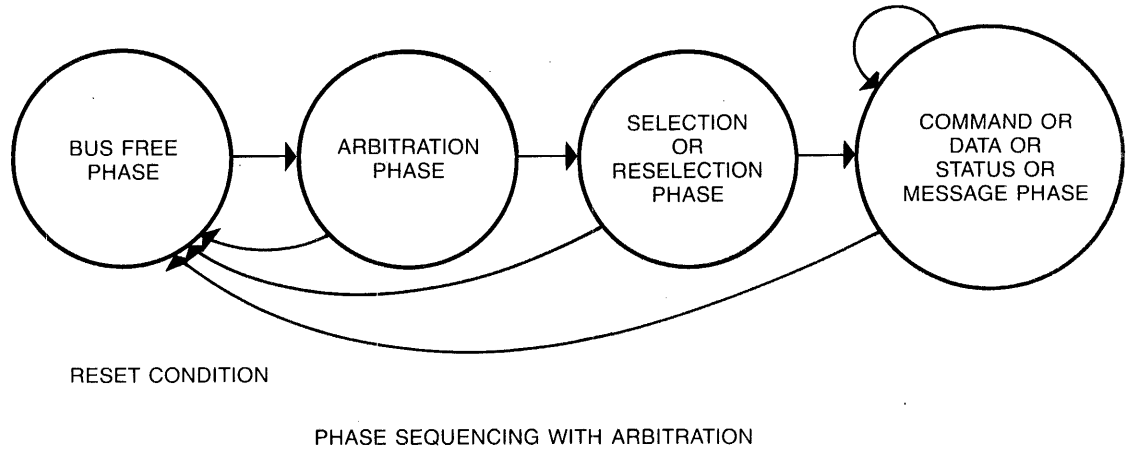 BUS FREE
PHASE
ARBITRATION
PHASE
SELECTION
OR
RESELECTION
PHASE
COMMAND OR
DATA OR
STATUS OR
MESSAGE PHASE
RESET CONDITION
PHASE SEQUENCING WITH ARBITRATION